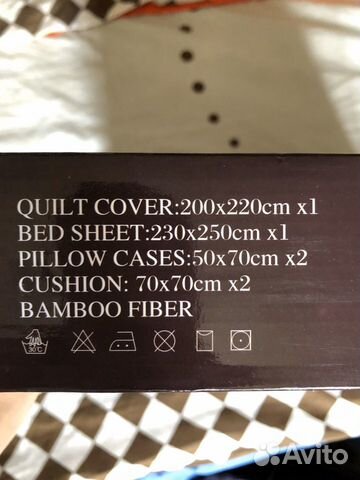 QUILT COVER:200x220cm x1
BED SHEET:230x250cm x1
PILLOW CASES:50x70cm x2
CUSHION: 70x70cm x2
BAMBOO FIBER
30°C
Avito